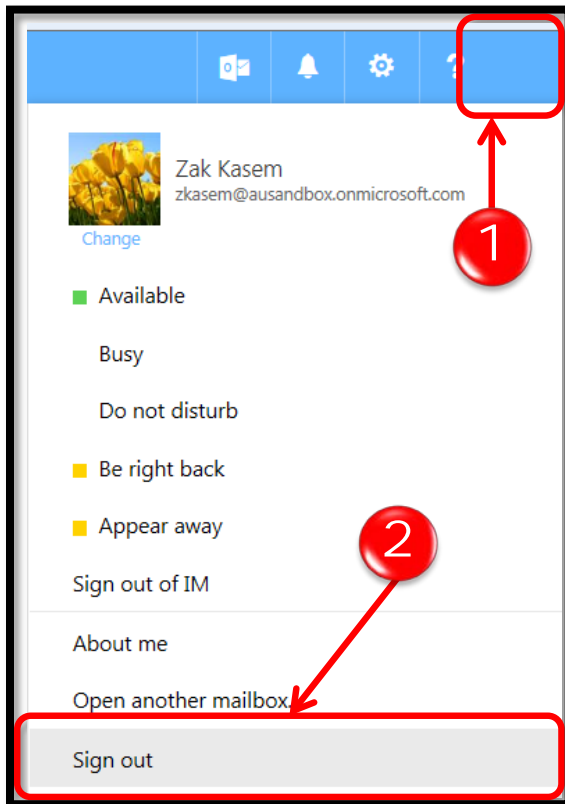 ?
Zak Kasem
zkasem@ausandbox.onmicrosoft.com
Change
1
Available
Busy
Do not disturb
Be right back
Appear away
2
Sign out of IM
About me
Open another mailbox.
Sign out